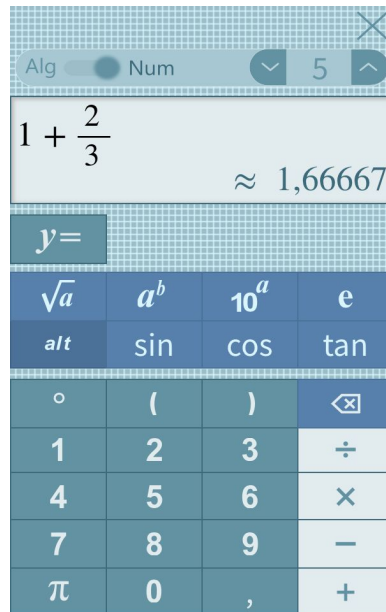 Alg Num 5
1 + 2/3
≈ 1,66667
y=
√a a^b 10^a e
alt sin cos tan
° ( ) ⌫
1 2 3 ÷
4 5 6 ×
7 8 9 −
π 0 , +